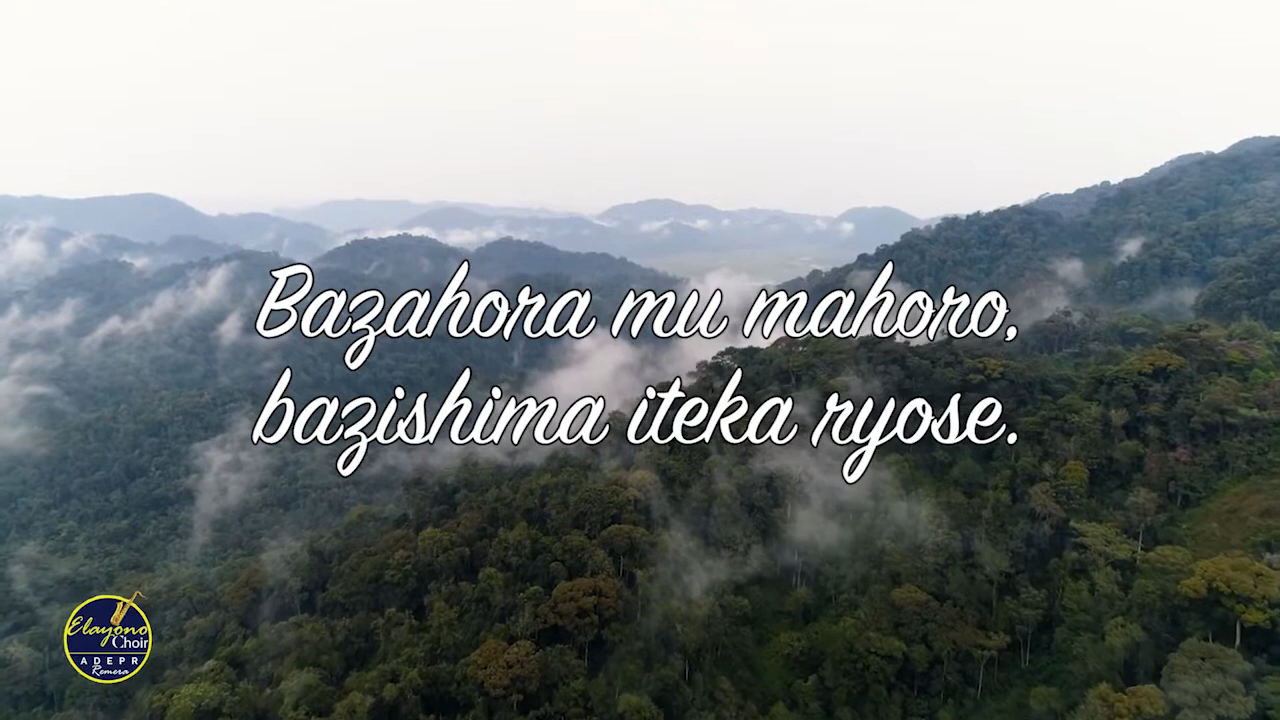 Bazahora mu mahoro,
bazishima iteka ryose.
Elayono
Choir
ADEPR
Remera